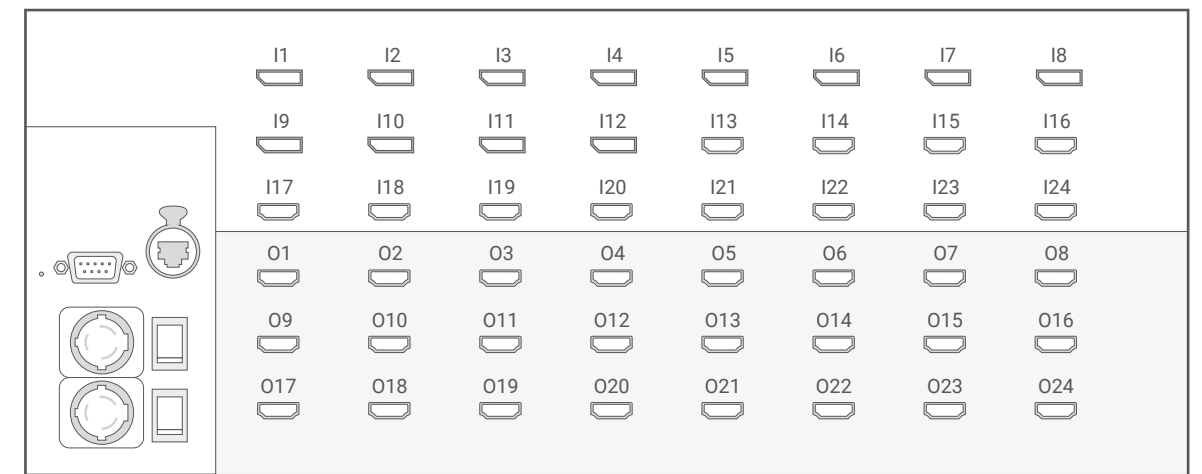 I1 I2 I3 I4 I5 I6 I7 I8
I9 I10 I11 I12 I13 I14 I15 I16
I17 I18 I19 I20 I21 I22 I23 I24
O1 O2 O3 O4 O5 O6 O7 O8
O9 O10 O11 O12 O13 O14 O15 O16
O17 O18 O19 O20 O21 O22 O23 O24